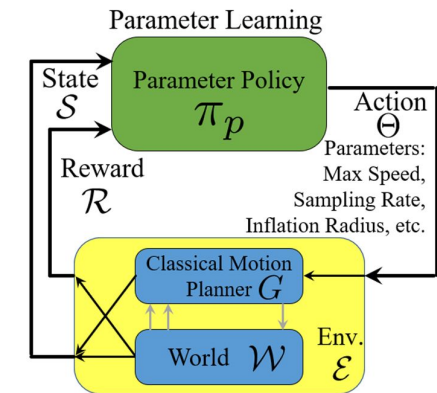 Parameter Learning
State
𝒮
Parameter Policy
π_p
Action
Θ
Parameters:
Max Speed,
Sampling Rate,
Inflation Radius, etc.
Reward
ℛ
Classical Motion
Planner G
World 𝒲
Env.
ℰ